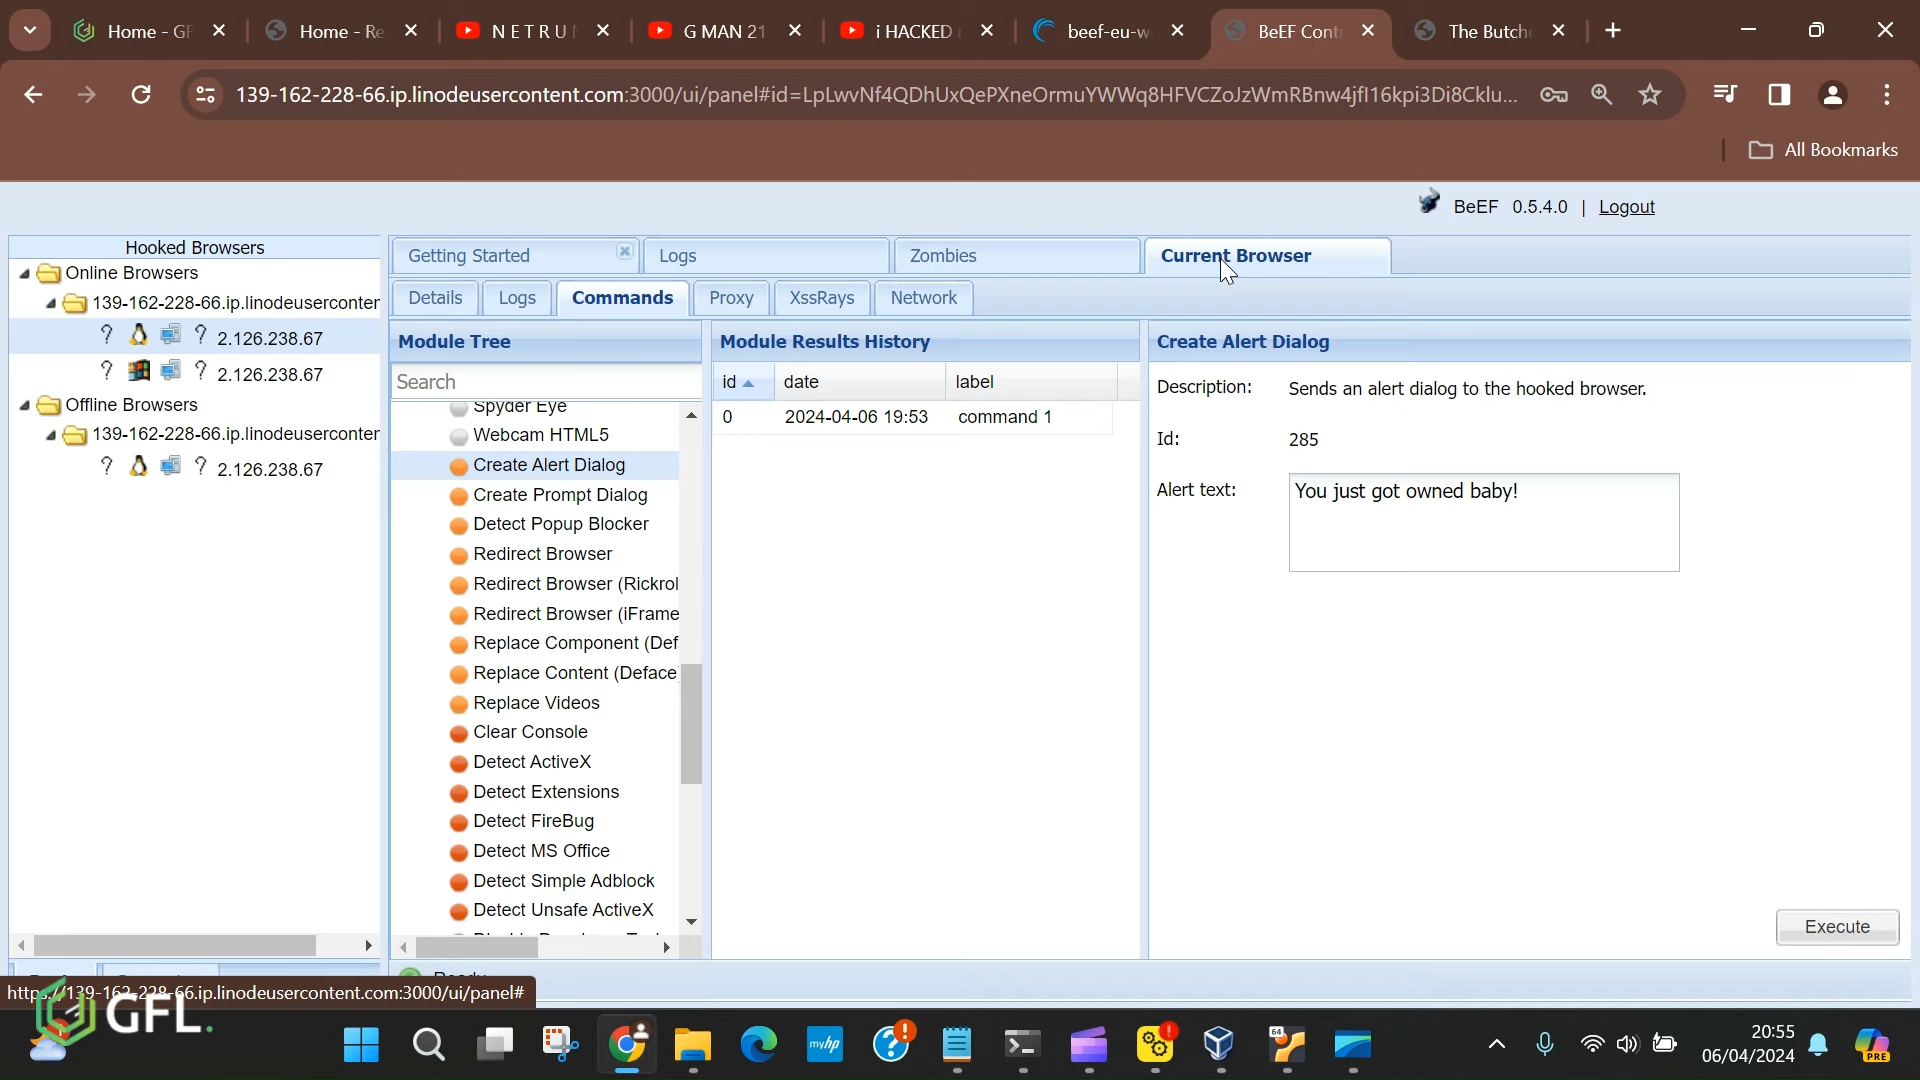 Home - GF
Home - Re
N E T R U
G MAN 21
i HACKED
beef-eu-w
BeEF Cont
The Butch
139-162-228-66.ip.linodeusercontent.com:3000/ui/panel#id=LpLwvNf4QDhUxQePXneOrmuYWWq8HFVCZoJzWmRBnw4jfl16kpi3Di8Cklu...
All Bookmarks
BeEF 0.5.4.0 | Logout
Hooked Browsers
Online Browsers
139-162-228-66.ip.linodeuserconter
? ? 2.126.238.67
? ? 2.126.238.67
Offline Browsers
139-162-228-66.ip.linodeuserconter
? ? 2.126.238.67
Getting Started
Logs
Zombies
Current Browser
Details
Logs
Commands
Proxy
XssRays
Network
Module Tree
Search
Spyder Eye
Webcam HTML5
Create Alert Dialog
Create Prompt Dialog
Detect Popup Blocker
Redirect Browser
Redirect Browser (Rickrol
Redirect Browser (iFrame
Replace Component (Def
Replace Content (Deface
Replace Videos
Clear Console
Detect ActiveX
Detect Extensions
Detect FireBug
Detect MS Office
Detect Simple Adblock
Detect Unsafe ActiveX
Module Results History
id date label
0 2024-04-06 19:53 command 1
Create Alert Dialog
Description: Sends an alert dialog to the hooked browser.
Id: 285
Alert text: You just got owned baby!
Execute
Ready
https://139-162-228-66.ip.linodeusercontent.com:3000/ui/panel#
GFL.
myhp
64
20:55
06/04/2024
PRE